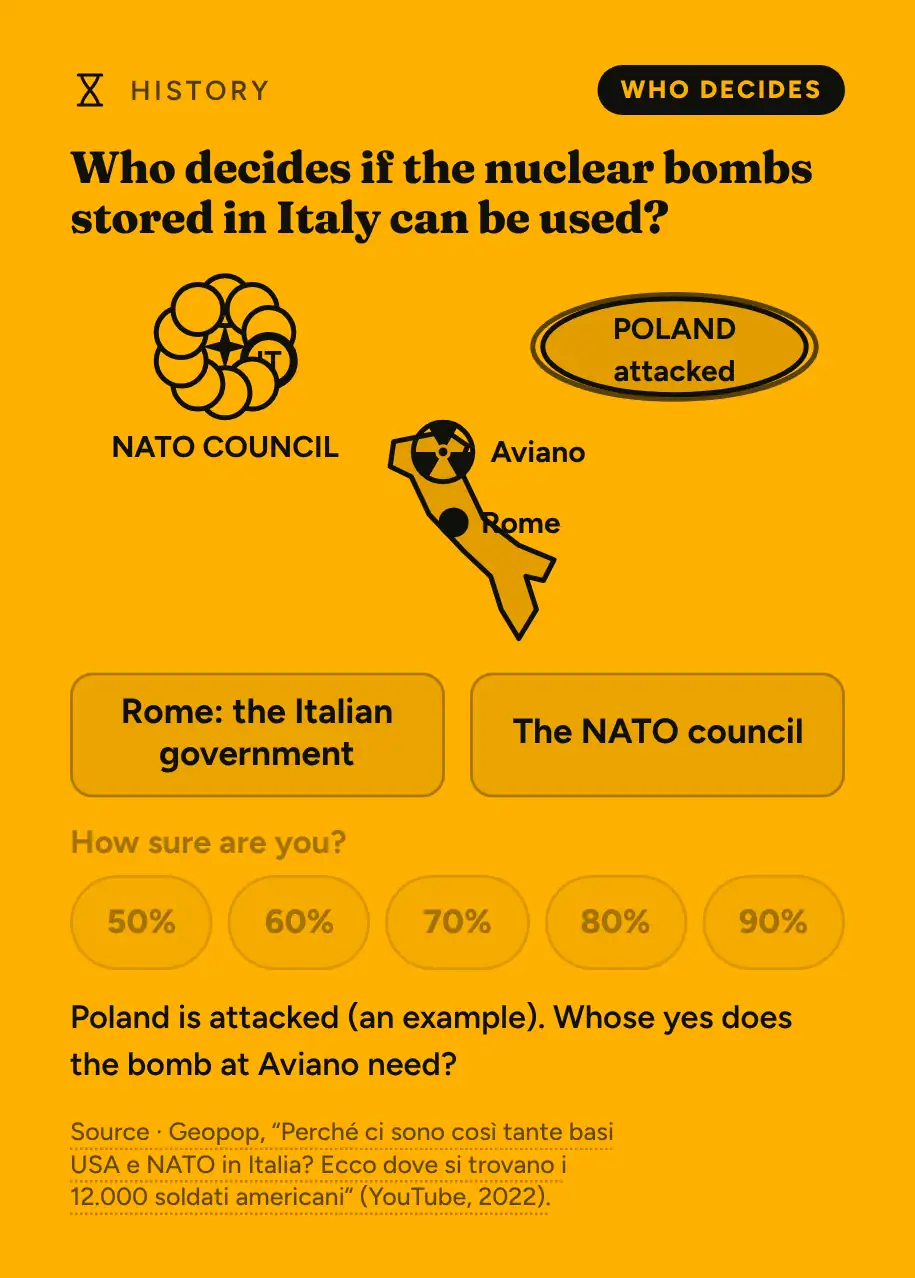 HISTORY
WHO DECIDES
Who decides if the nuclear bombs
stored in Italy can be used?
IT
NATO COUNCIL
POLAND
attacked
Aviano
Rome
Rome: the Italian
government
The NATO council
How sure are you?
50%
60%
70%
80%
90%
Poland is attacked (an example). Whose yes does
the bomb at Aviano need?
Source · Geopop, “Perché ci sono così tante basi
USA e NATO in Italia? Ecco dove si trovano i
12.000 soldati americani” (YouTube, 2022).